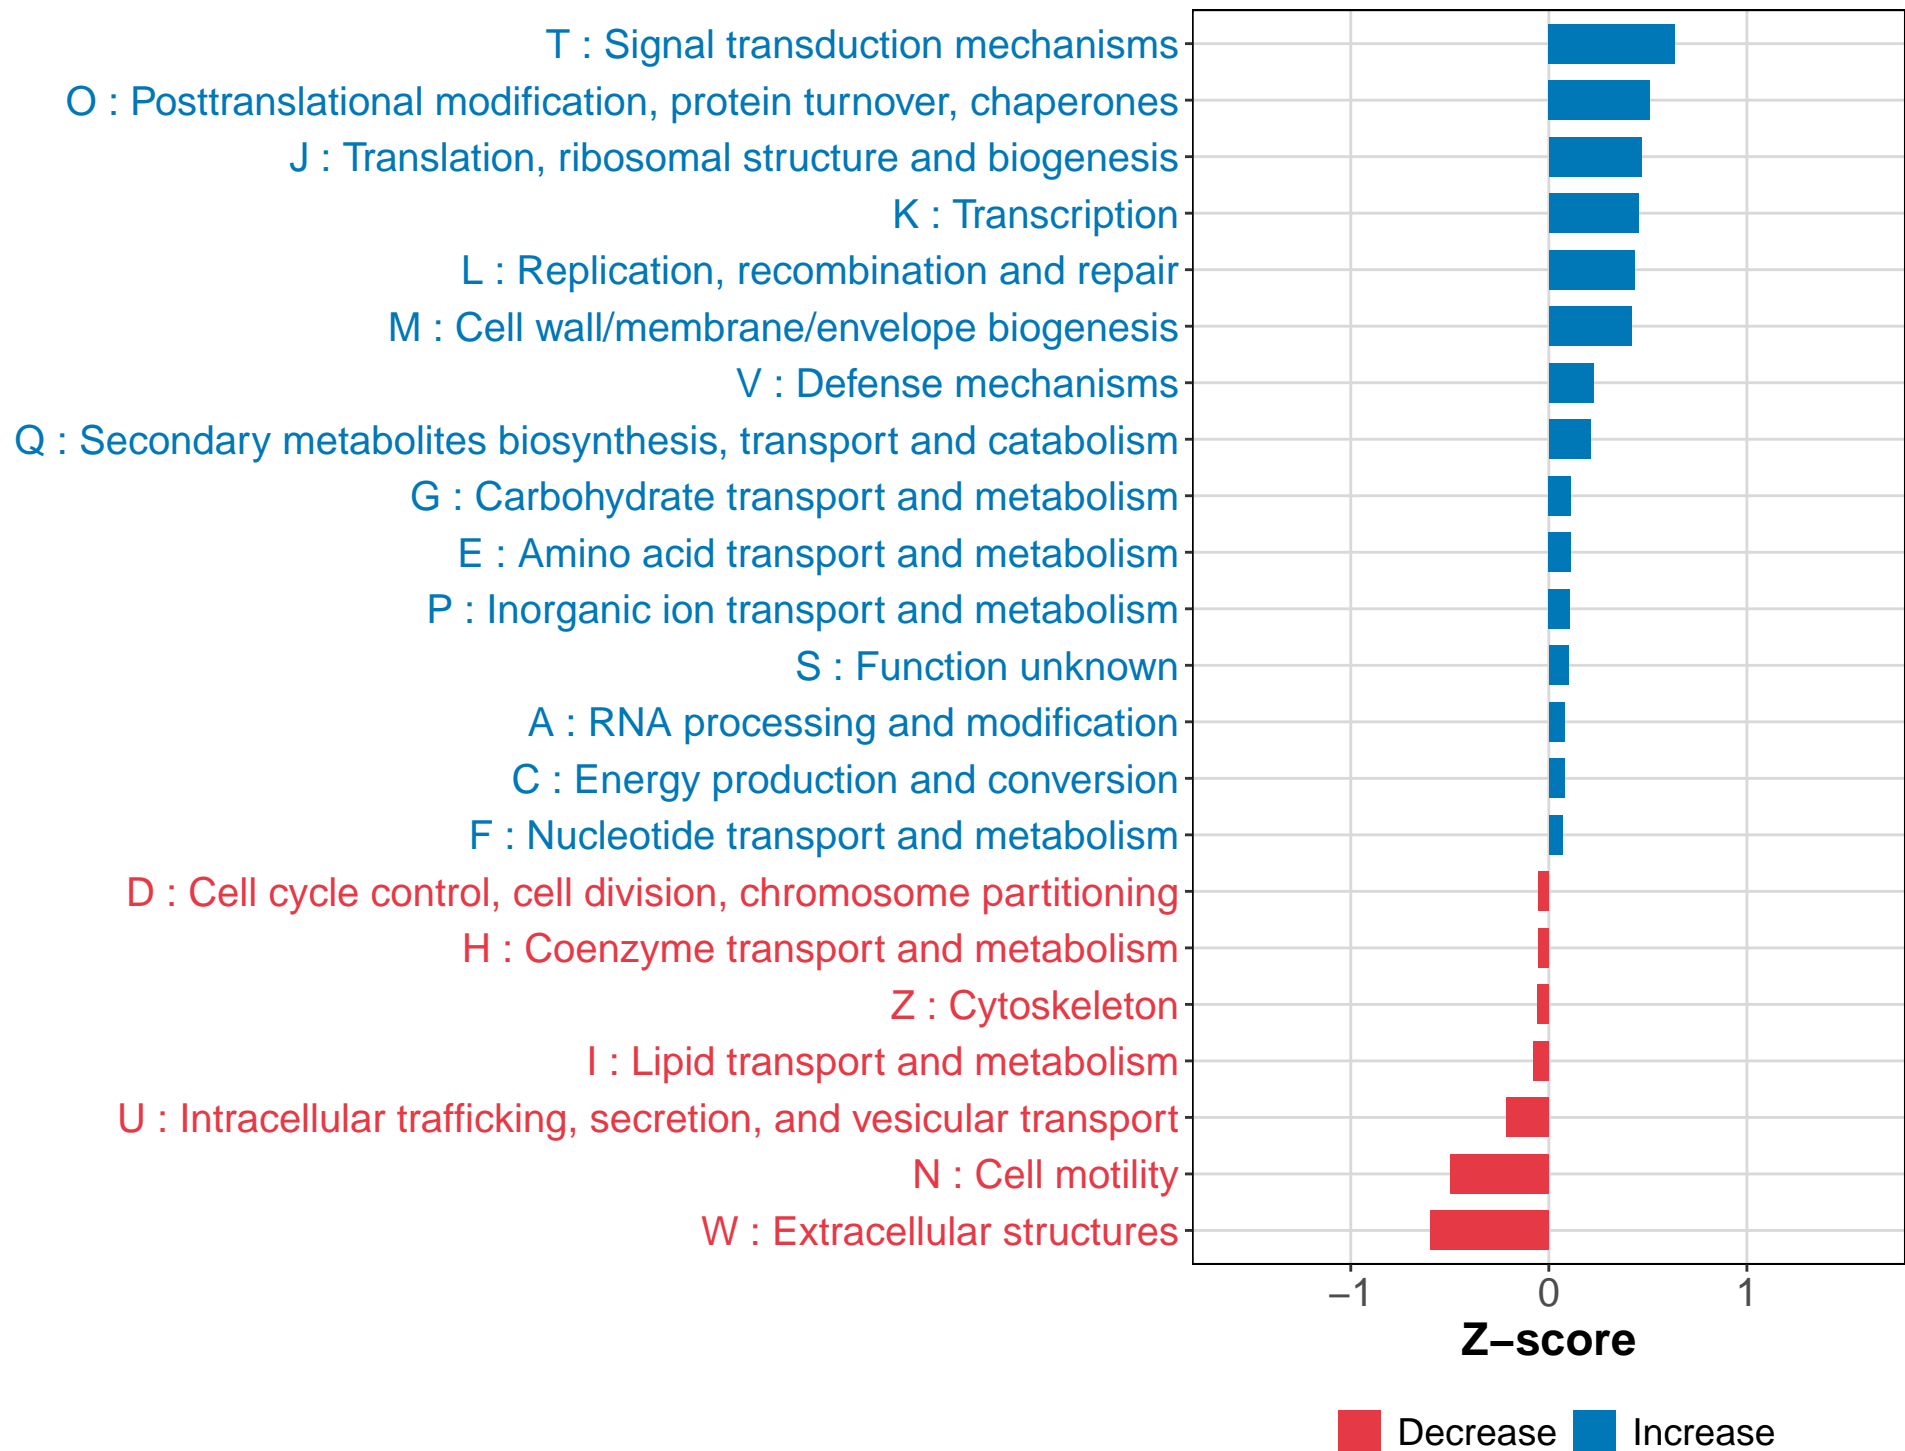 T : Signal transduction mechanisms
O : Posttranslational modification, protein turnover, chaperones
J : Translation, ribosomal structure and biogenesis
K : Transcription
L : Replication, recombination and repair
M : Cell wall/membrane/envelope biogenesis
V : Defense mechanisms
Q : Secondary metabolites biosynthesis, transport and catabolism
G : Carbohydrate transport and metabolism
E : Amino acid transport and metabolism
P : Inorganic ion transport and metabolism
S : Function unknown
A : RNA processing and modification
C : Energy production and conversion
F : Nucleotide transport and metabolism
D : Cell cycle control, cell division, chromosome partitioning
H : Coenzyme transport and metabolism
Z : Cytoskeleton
I : Lipid transport and metabolism
U : Intracellular trafficking, secretion, and vesicular transport
N : Cell motility
W : Extracellular structures
−1 0 1
Z−score
Decrease Increase